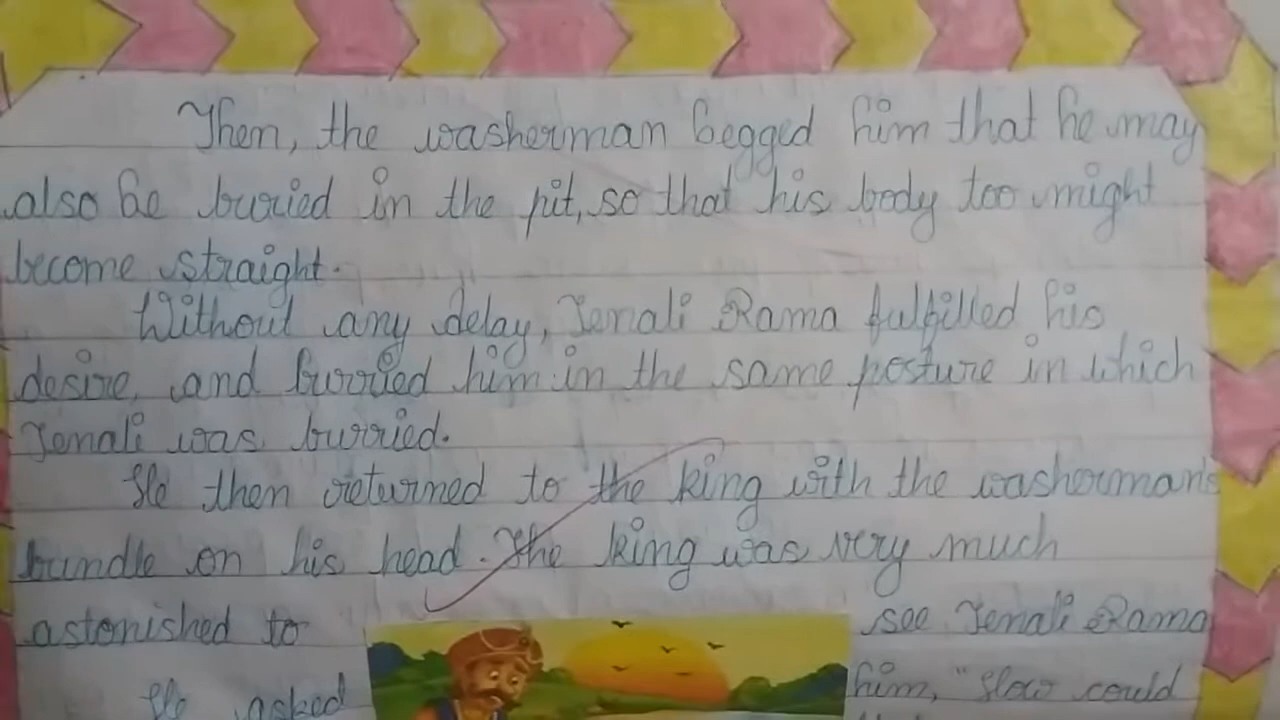 Then, the washerman begged him that he may
also be buried in the pit, so that his body too might
become straight.
Without any delay, Tenali Rama fulfilled his
desire and burried him in the same posture in which
Tenali was burried.
He then returned to the king with the washerman's
bundle on his head. The king was very much
astonished to see Tenali Rama
He asked him, "How could